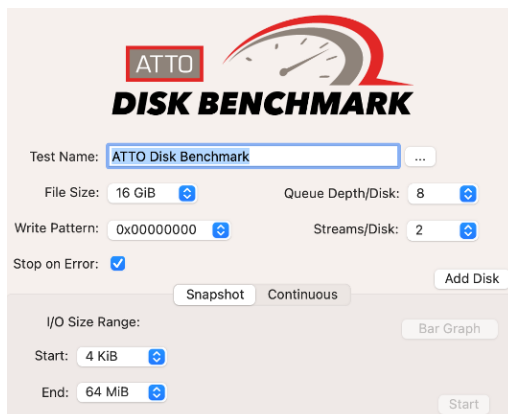 ATTO
DISK BENCHMARK
Test Name: ATTO Disk Benchmark ...
File Size: 16 GiB Queue Depth/Disk: 8
Write Pattern: 0x00000000 Streams/Disk: 2
Stop on Error:
Add Disk
Snapshot Continuous
I/O Size Range: Bar Graph
Start: 4 KiB
End: 64 MiB
Start